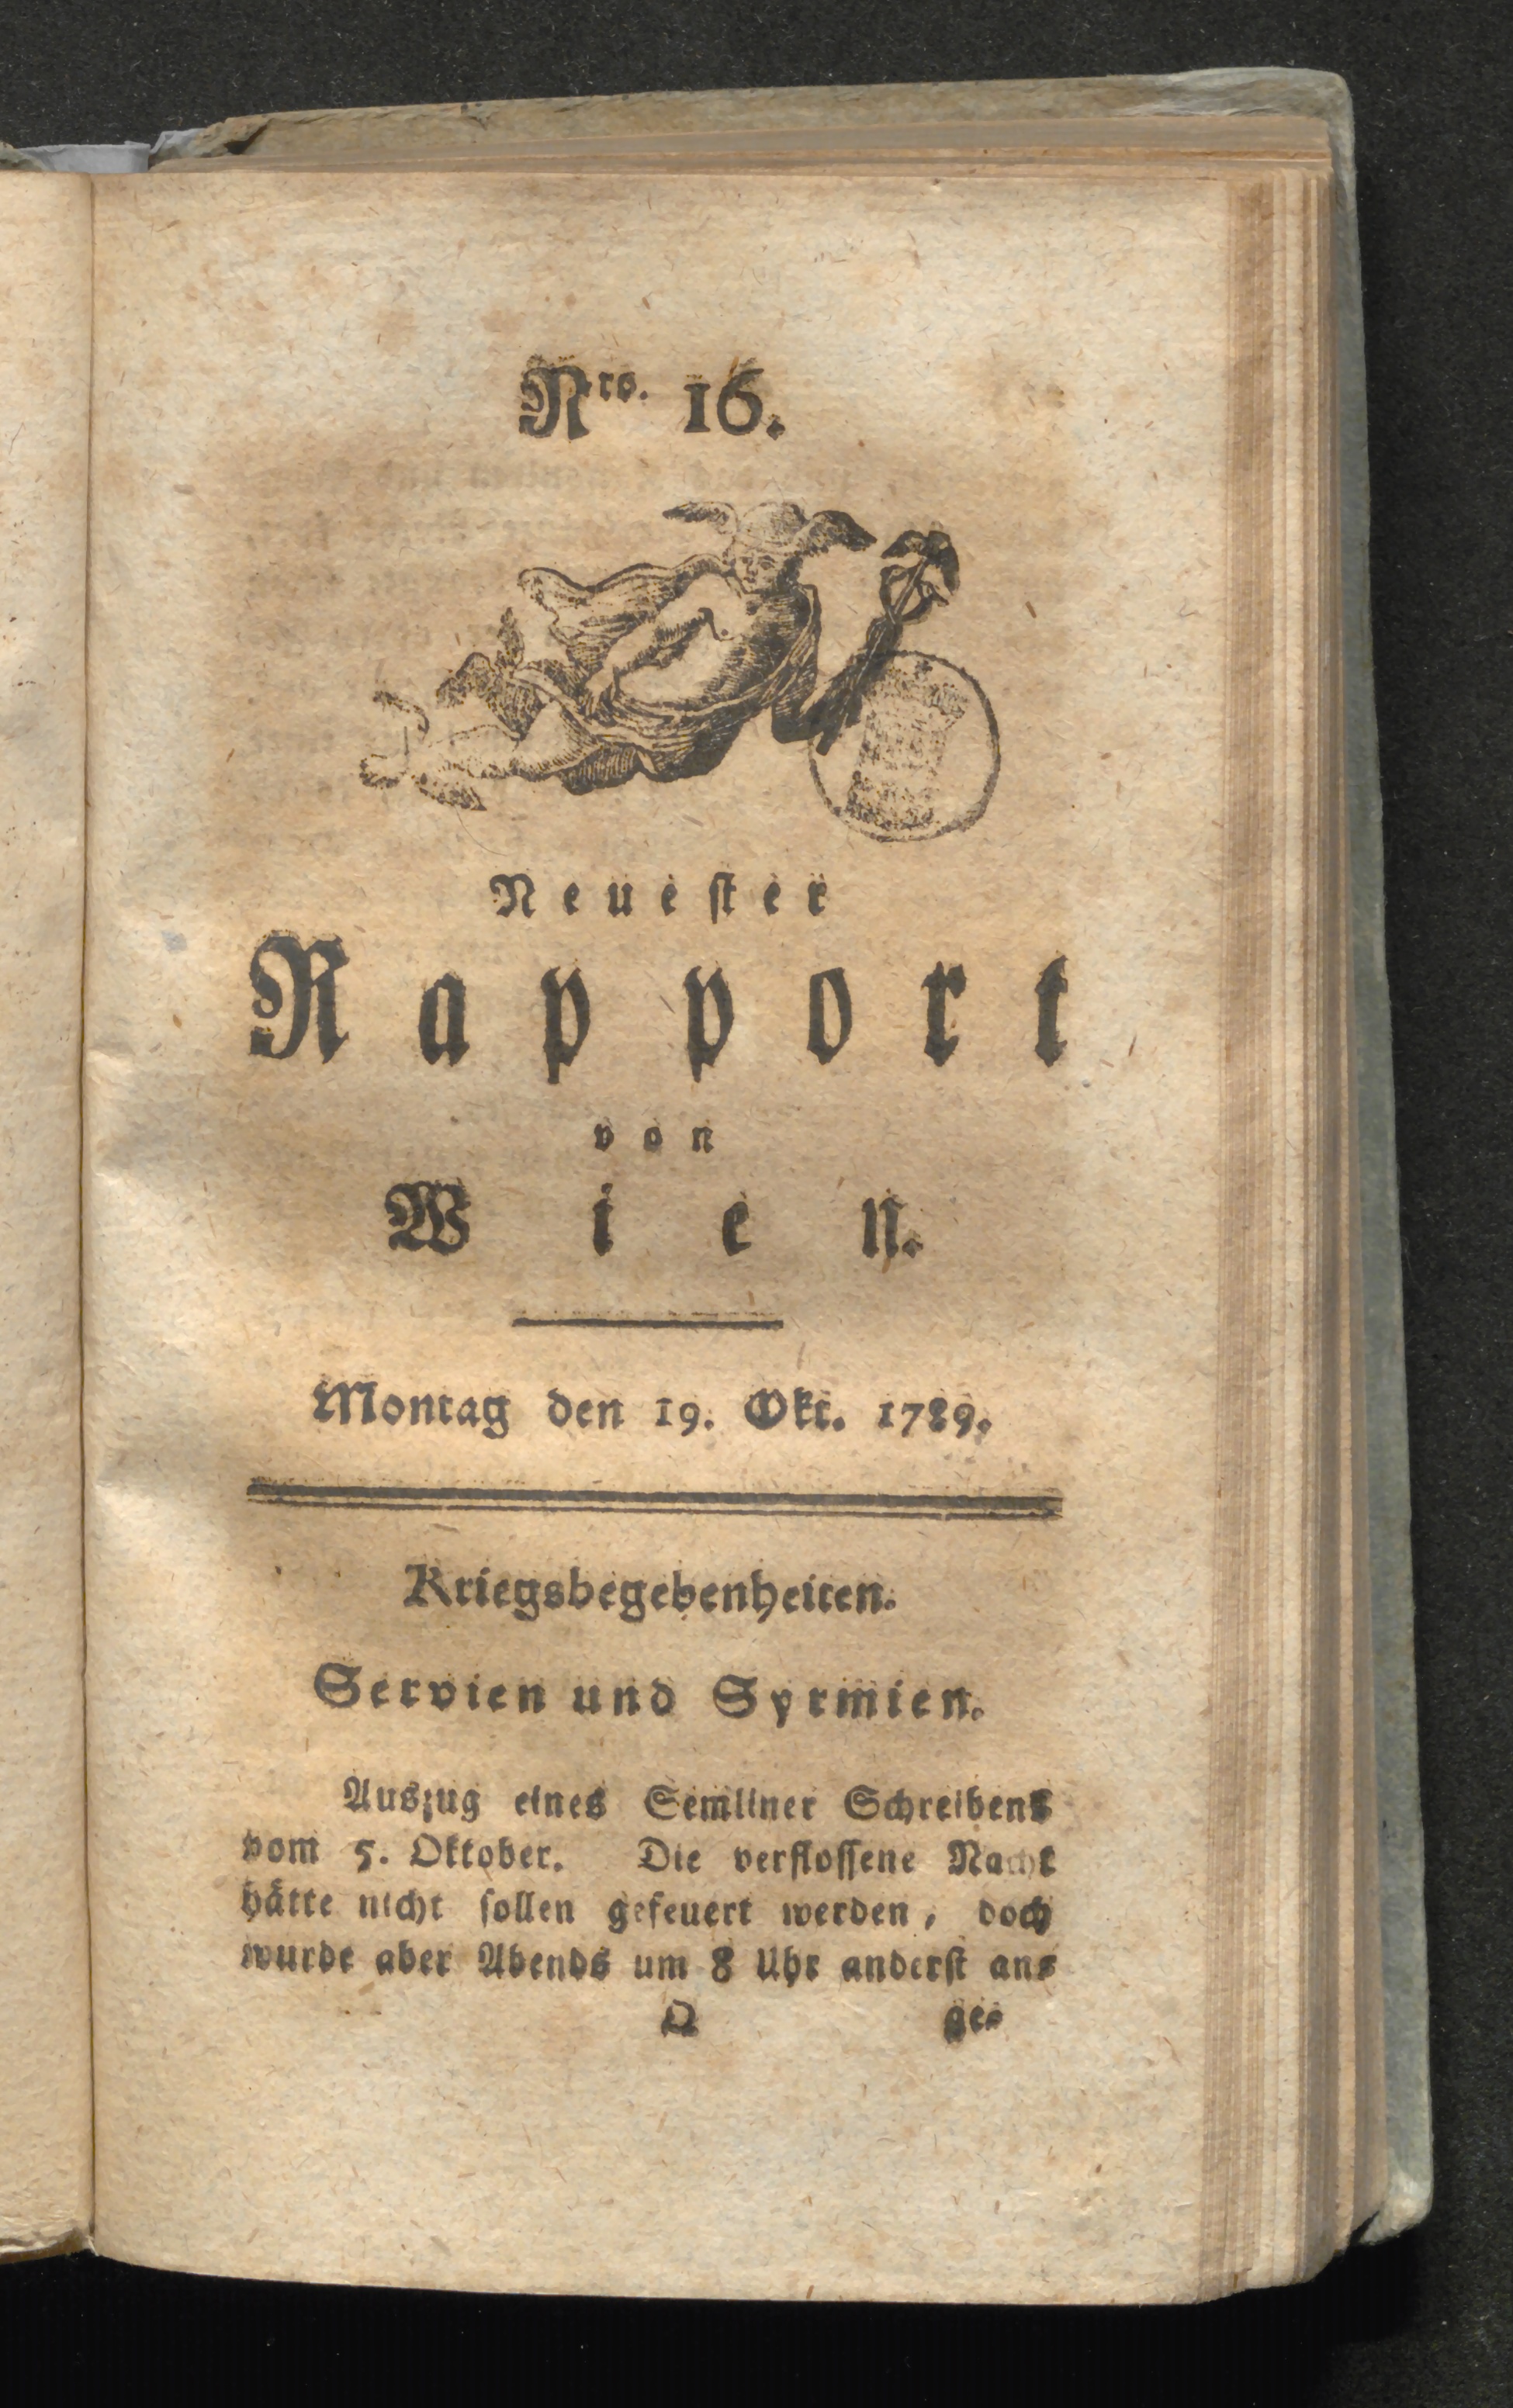 Nro. 16.
Neuester
Rapport
von
Wien.
Montag den 19. Okt. 1789.
Kriegsbegebenheiten.
Servien und Syrmien.
Auszug eines Semliner Schreibens
vom 5. Oktober. Die verflossene Nacht
hätte nicht sollen gefeuert werden, doch
wurde aber Abends um 8 Uhr anderst an-
Q ge-